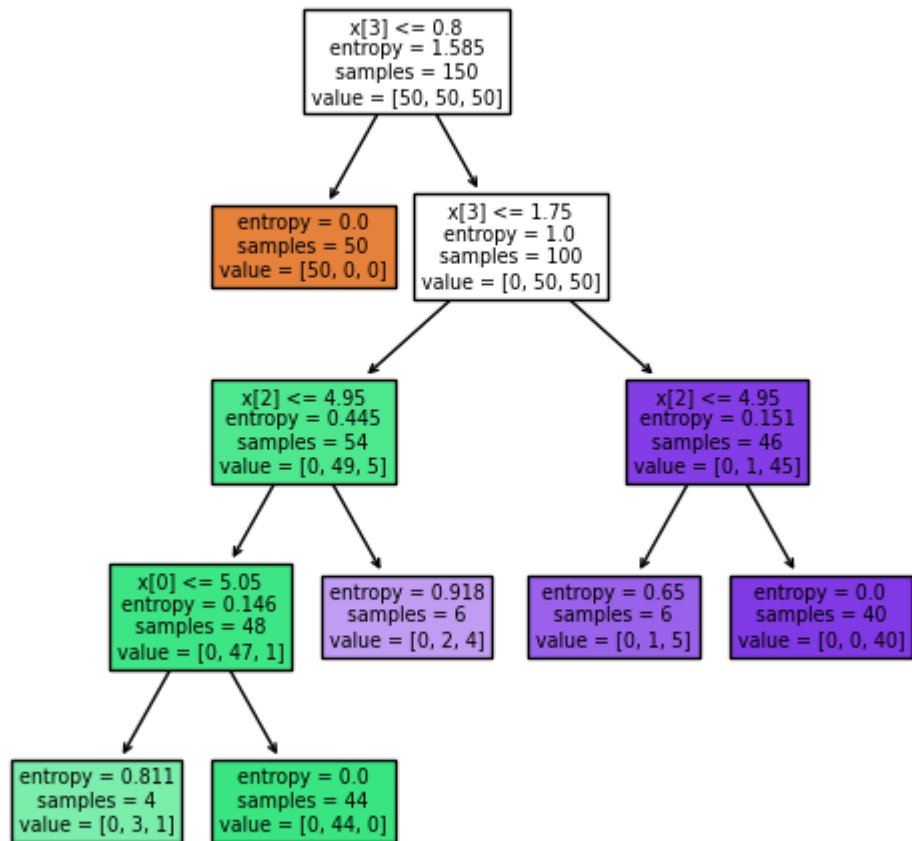 x[3] <= 0.8
entropy = 1.585
samples = 150
value = [50, 50, 50]
entropy = 0.0
samples = 50
value = [50, 0, 0]
x[3] <= 1.75
entropy = 1.0
samples = 100
value = [0, 50, 50]
x[2] <= 4.95
entropy = 0.445
samples = 54
value = [0, 49, 5]
x[2] <= 4.95
entropy = 0.151
samples = 46
value = [0, 1, 45]
x[0] <= 5.05
entropy = 0.146
samples = 48
value = [0, 47, 1]
entropy = 0.918
samples = 6
value = [0, 2, 4]
entropy = 0.65
samples = 6
value = [0, 1, 5]
entropy = 0.0
samples = 40
value = [0, 0, 40]
entropy = 0.811
samples = 4
value = [0, 3, 1]
entropy = 0.0
samples = 44
value = [0, 44, 0]